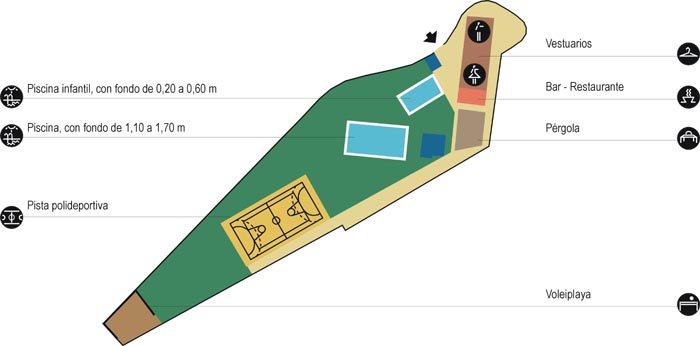 Piscina infantil, con fondo de 0,20 a 0,60 m
Piscina, con fondo de 1,10 a 1,70 m
Pista polideportiva
Vestuarios
Bar - Restaurante
Pérgola
Voleiplaya